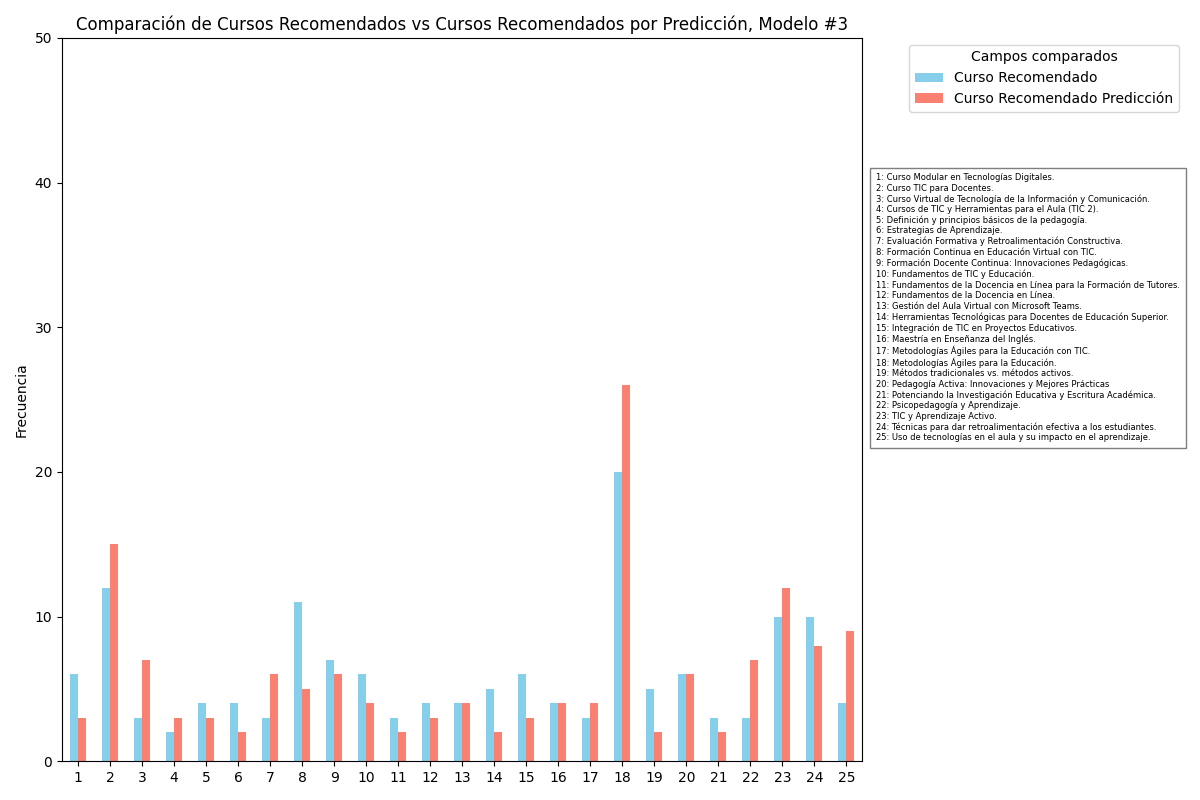 Comparación de Cursos Recomendados vs Cursos Recomendados por Predicción, Modelo #3
Campos comparados
Curso Recomendado
Curso Recomendado Predicción
1: Curso Modular en Tecnologías Digitales.
2: Curso TIC para Docentes.
3: Curso Virtual de Tecnología de la Información y Comunicación.
4: Cursos de TIC y Herramientas para el Aula (TIC 2).
5: Definición y principios básicos de la pedagogía.
6: Estrategias de Aprendizaje.
7: Evaluación Formativa y Retroalimentación Constructiva.
8: Formación Continua en Educación Virtual con TIC.
9: Formación Docente Continua: Innovaciones Pedagógicas.
10: Fundamentos de TIC y Educación.
11: Fundamentos de la Docencia en Línea para la Formación de Tutores.
12: Fundamentos de la Docencia en Línea.
13: Gestión del Aula Virtual con Microsoft Teams.
14: Herramientas Tecnológicas para Docentes de Educación Superior.
15: Integración de TIC en Proyectos Educativos.
16: Maestría en Enseñanza del Inglés.
17: Metodologías Ágiles para la Educación con TIC.
18: Metodologías Ágiles para la Educación.
19: Métodos tradicionales vs. métodos activos.
20: Pedagogía Activa: Innovaciones y Mejores Prácticas
21: Potenciando la Investigación Educativa y Escritura Académica.
22: Psicopedagogía y Aprendizaje.
23: TIC y Aprendizaje Activo.
24: Técnicas para dar retroalimentación efectiva a los estudiantes.
25: Uso de tecnologías en el aula y su impacto en el aprendizaje.
Frecuencia
50
40
30
20
10
0
1 2 3 4 5 6 7 8 9 10 11 12 13 14 15 16 17 18 19 20 21 22 23 24 25